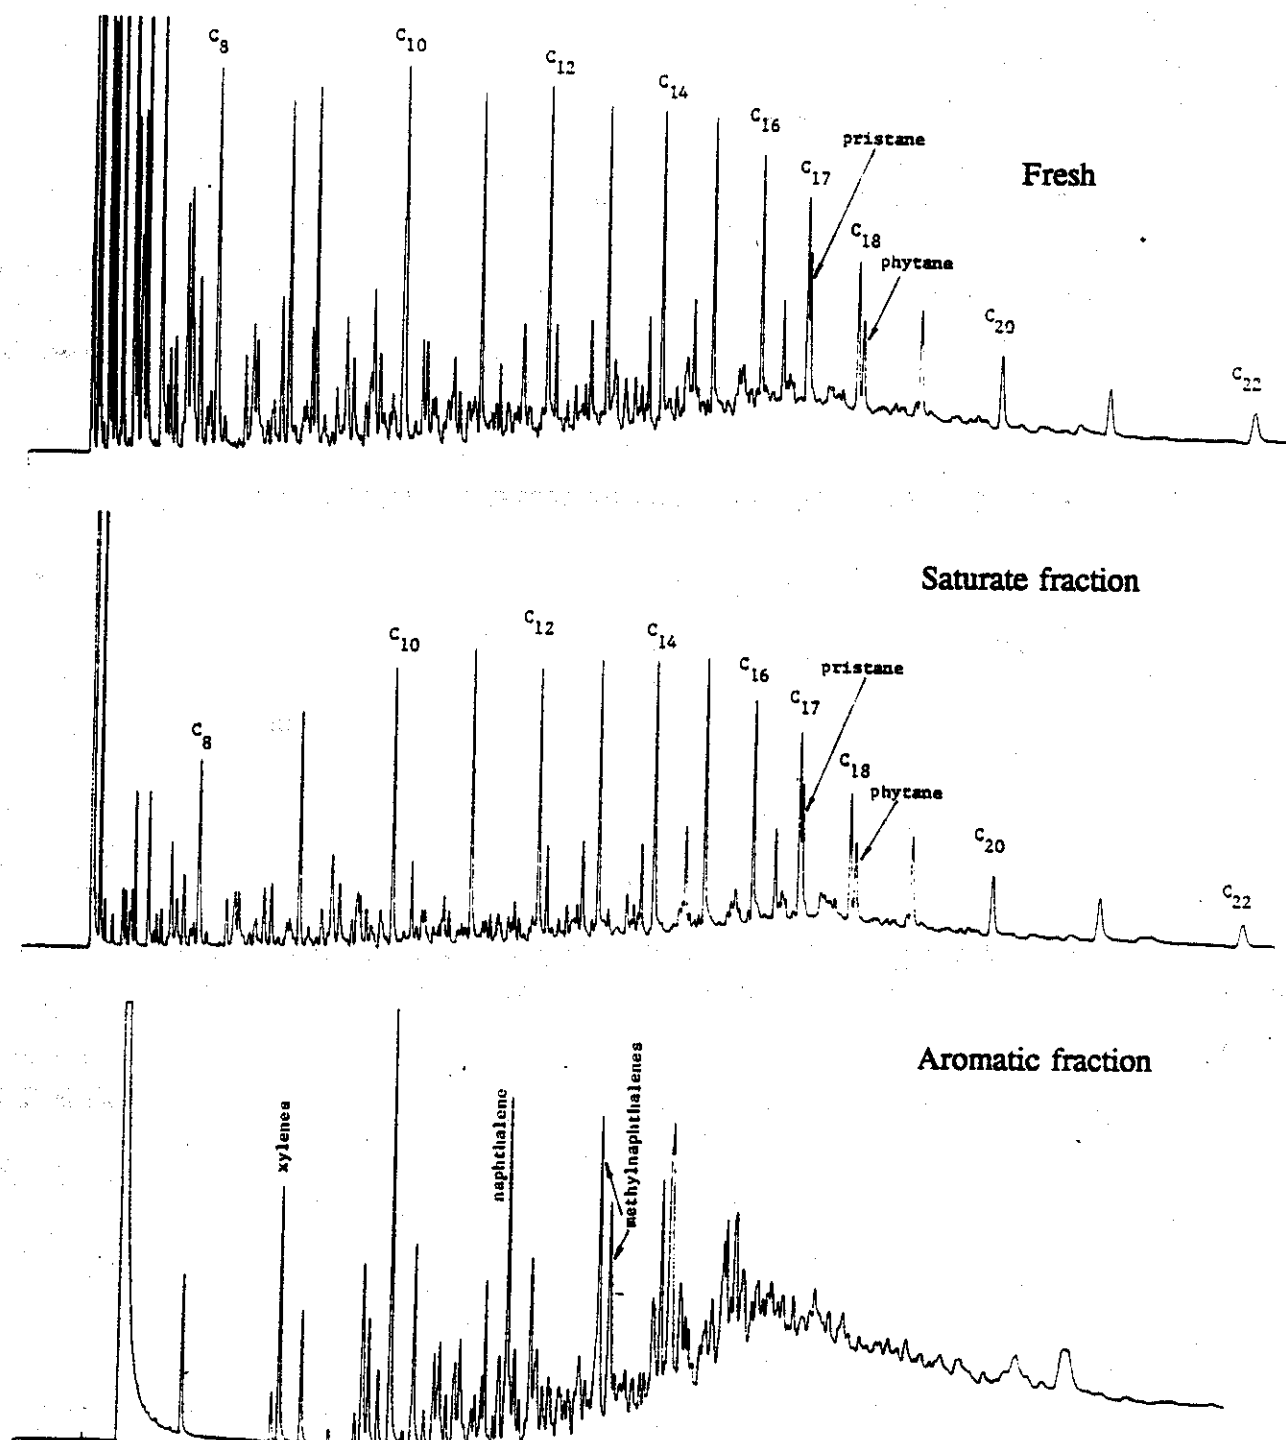 C8
C10
C12
C14
C16
pristane
C17
Fresh
C18
phytane
C20
C22
Saturate fraction
C10
C12
C14
C16
pristane
C17
C8
C18
phytane
C20
C22
Aromatic fraction
xylenes
naphthalene
methylnaphthalenes